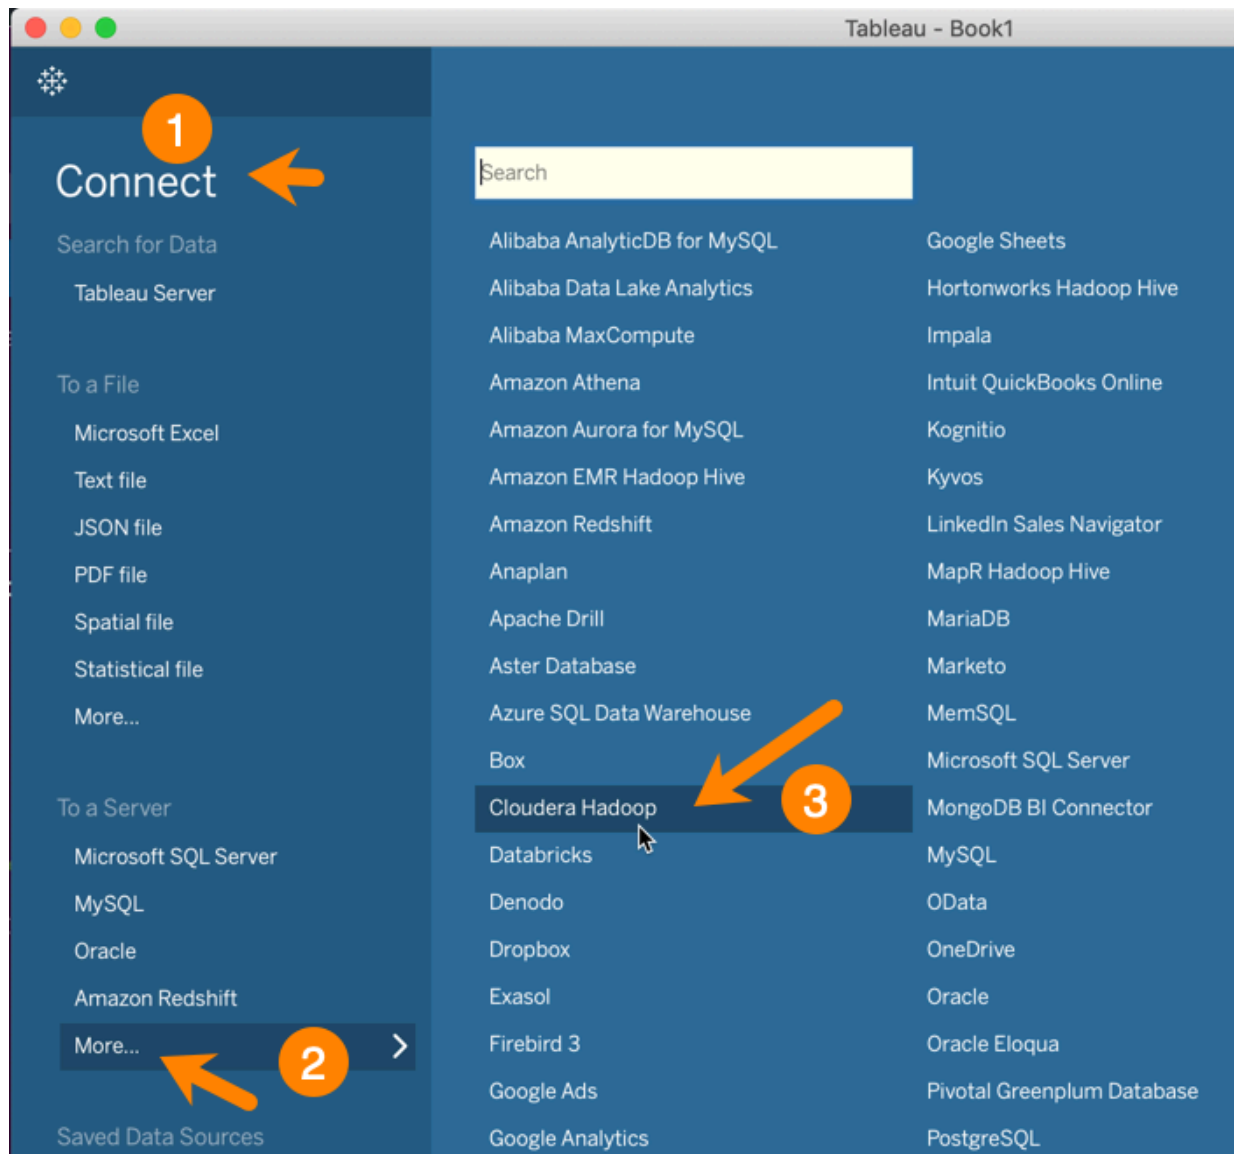 Tableau - Book1
1
Connect
Search for Data
Tableau Server
To a File
Microsoft Excel
Text file
JSON file
PDF file
Spatial file
Statistical file
More...
To a Server
Microsoft SQL Server
MySQL
Oracle
Amazon Redshift
More...
2
Saved Data Sources
Search
Alibaba AnalyticDB for MySQL
Alibaba Data Lake Analytics
Alibaba MaxCompute
Amazon Athena
Amazon Aurora for MySQL
Amazon EMR Hadoop Hive
Amazon Redshift
Anaplan
Apache Drill
Aster Database
Azure SQL Data Warehouse
Box
Cloudera Hadoop
3
Databricks
Denodo
Dropbox
Exasol
Firebird 3
Google Ads
Google Analytics
Google Sheets
Hortonworks Hadoop Hive
Impala
Intuit QuickBooks Online
Kognitio
Kyvos
LinkedIn Sales Navigator
MapR Hadoop Hive
MariaDB
Marketo
MemSQL
Microsoft SQL Server
MongoDB BI Connector
MySQL
OData
OneDrive
Oracle
Oracle Eloqua
Pivotal Greenplum Database
PostgreSQL